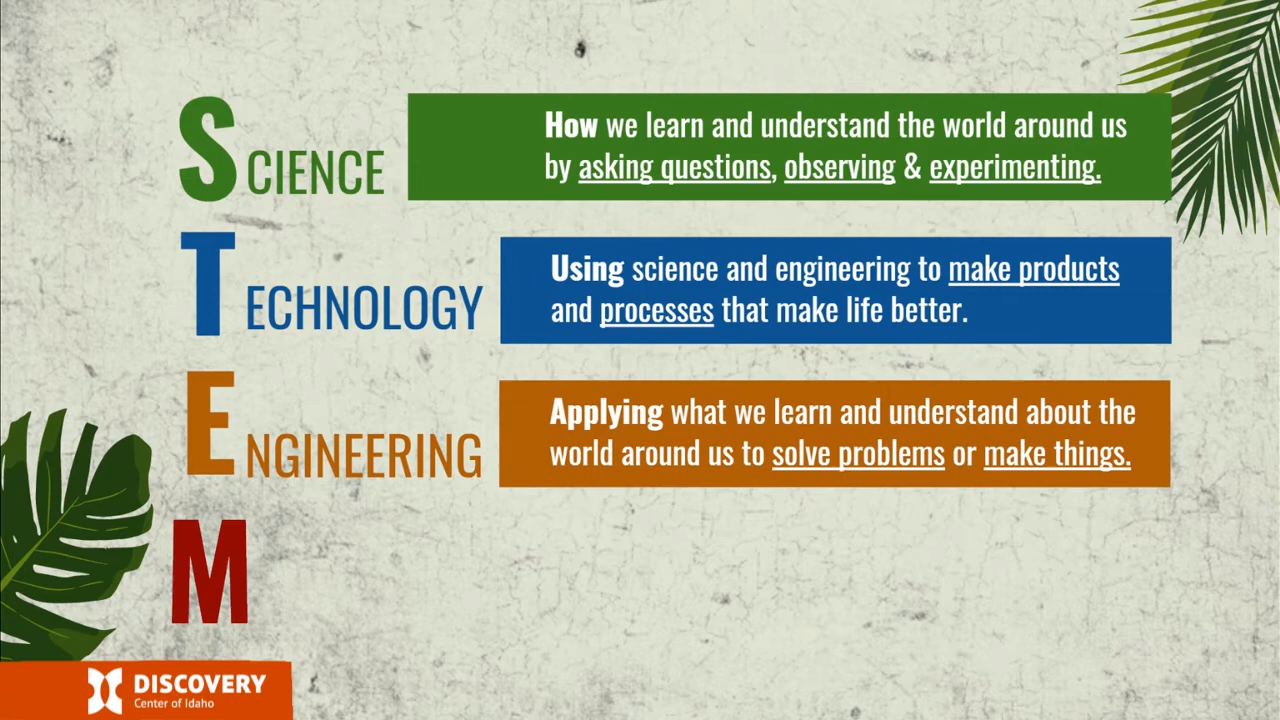 SCIENCE
How we learn and understand the world around us
by asking questions, observing & experimenting.
TECHNOLOGY
Using science and engineering to make products
and processes that make life better.
ENGINEERING
Applying what we learn and understand about the
world around us to solve problems or make things.
M
DISCOVERY
Center of Idaho